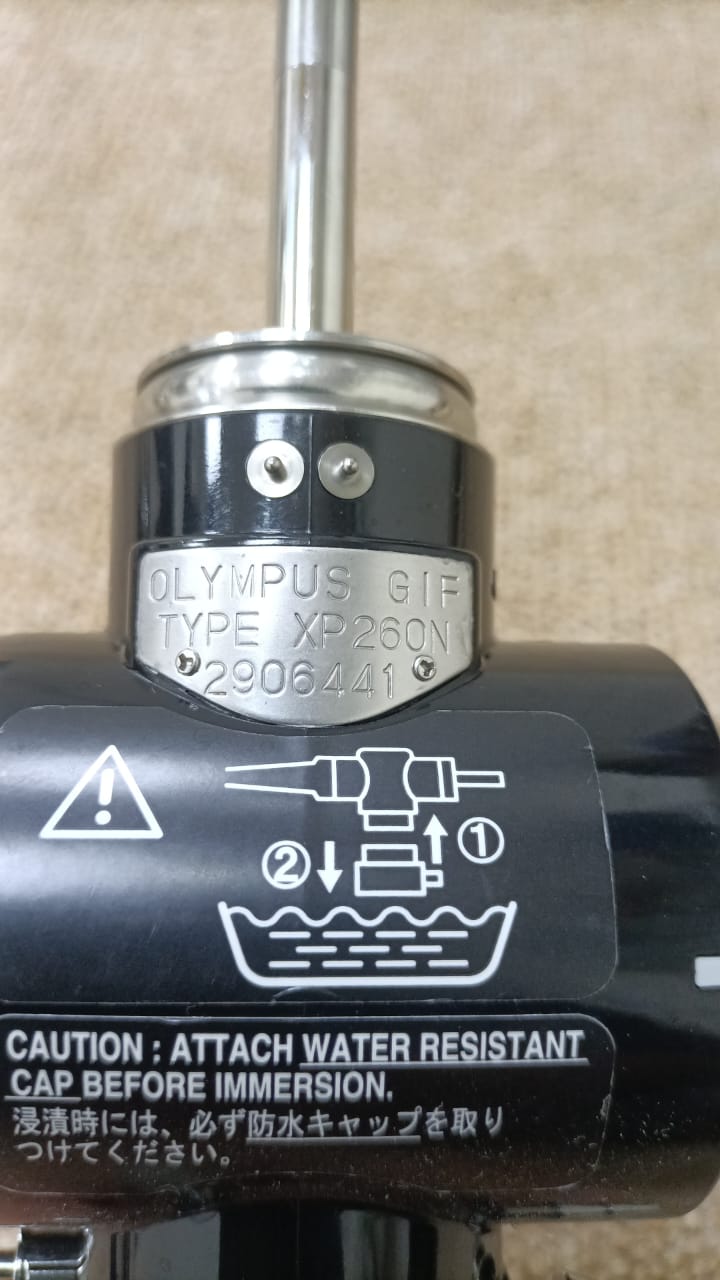 OLYMPUS GIF
TYPE XP260N
2906441
①
②
CAUTION : ATTACH WATER RESISTANT
CAP BEFORE IMMERSION.
浸漬時には、必ず防水キャップを取り
つけてください。